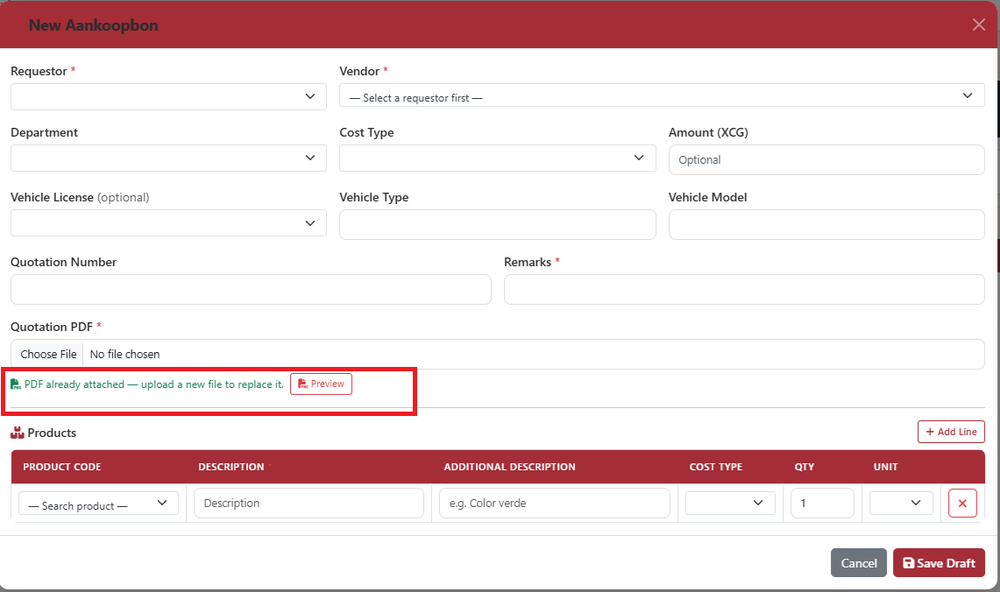 New Aankoopbon
Requestor *
Vendor *
— Select a requestor first —
Department
Cost Type
Amount (XCG)
Optional
Vehicle License (optional)
Vehicle Type
Vehicle Model
Quotation Number
Remarks *
Quotation PDF *
Choose File No file chosen
PDF already attached — upload a new file to replace it. Preview
Products
+ Add Line
PRODUCT CODE DESCRIPTION * ADDITIONAL DESCRIPTION COST TYPE QTY UNIT
— Search product — Description e.g. Color verde 1
Cancel Save Draft